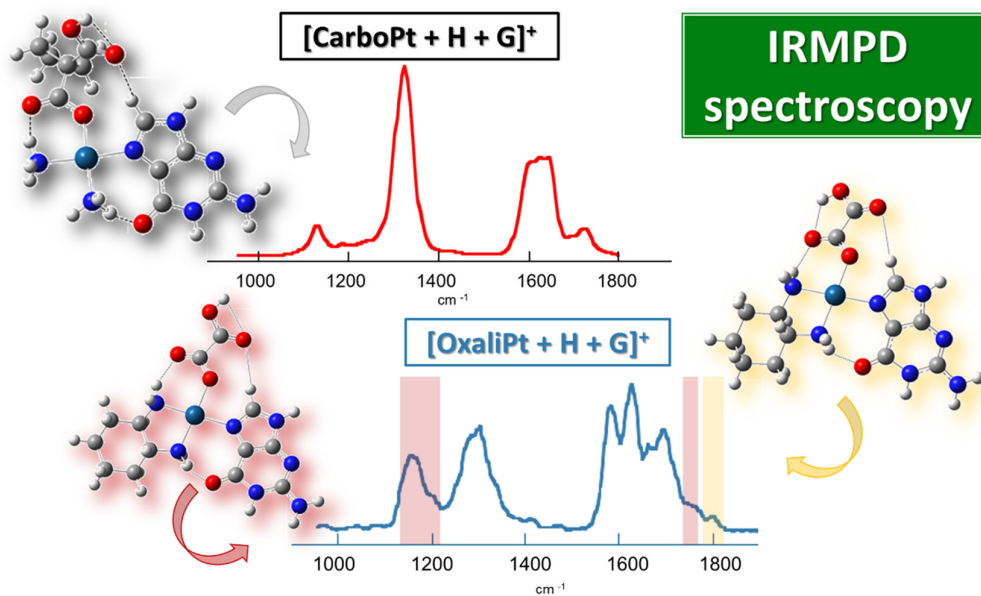 [CarboPt + H + G]⁺
IRMPD
spectroscopy
1000 1200 1400 1600 1800
cm ⁻¹
[OxaliPt + H + G]⁺
1000 1200 1400 1600 1800
cm ⁻¹